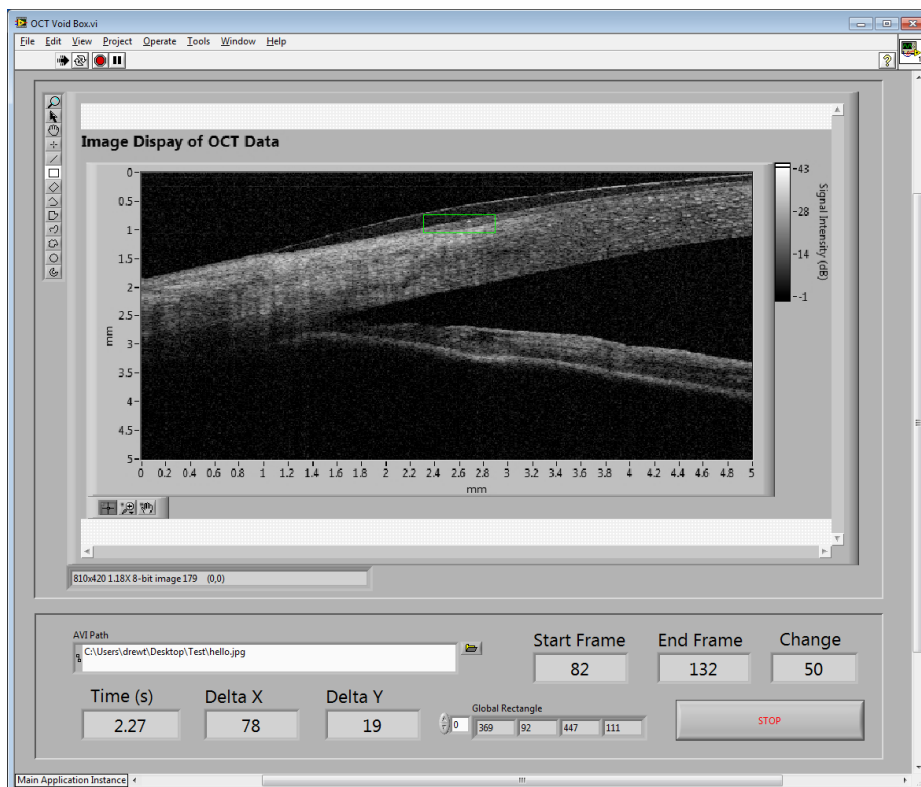 OCT Void Box.vi
File Edit View Project Operate Tools Window Help
Image Dispay of OCT Data
0
0.5
1
1.5
2
2.5
3
3.5
4
4.5
5
mm
0 0.2 0.4 0.6 0.8 1 1.2 1.4 1.6 1.8 2 2.2 2.4 2.6 2.8 3 3.2 3.4 3.6 3.8 4 4.2 4.4 4.6 4.8 5
mm
43
28
14
-1
Signal Intensity (dB)
810x420 1.18X 8-bit image 179 (0,0)
AVI Path
C:\Users\drewt\Desktop\Test\hello.jpg
Start Frame End Frame Change
82 132 50
Time (s) Delta X Delta Y
2.27 78 19
Global Rectangle
0 369 92 447 111
STOP
Main Application Instance